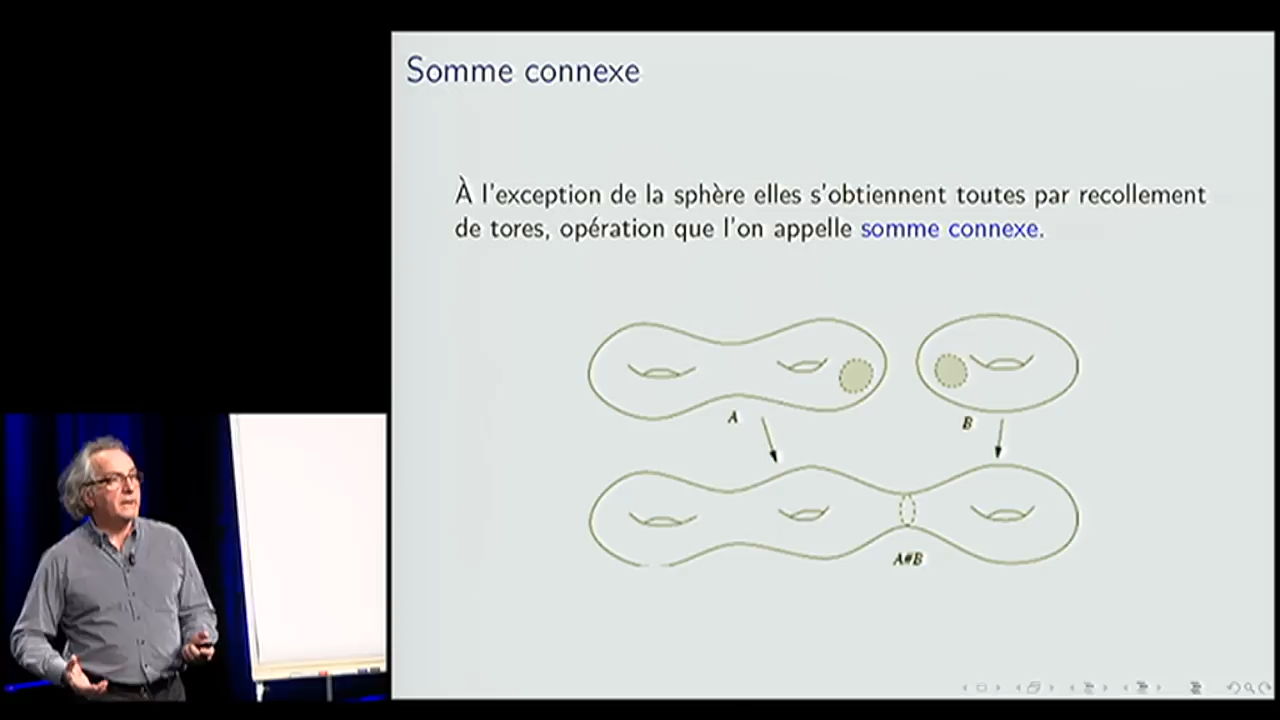 Somme connexe
À l'exception de la sphère elles s'obtiennent toutes par recollement
de tores, opération que l'on appelle somme connexe.
A
B
A#B